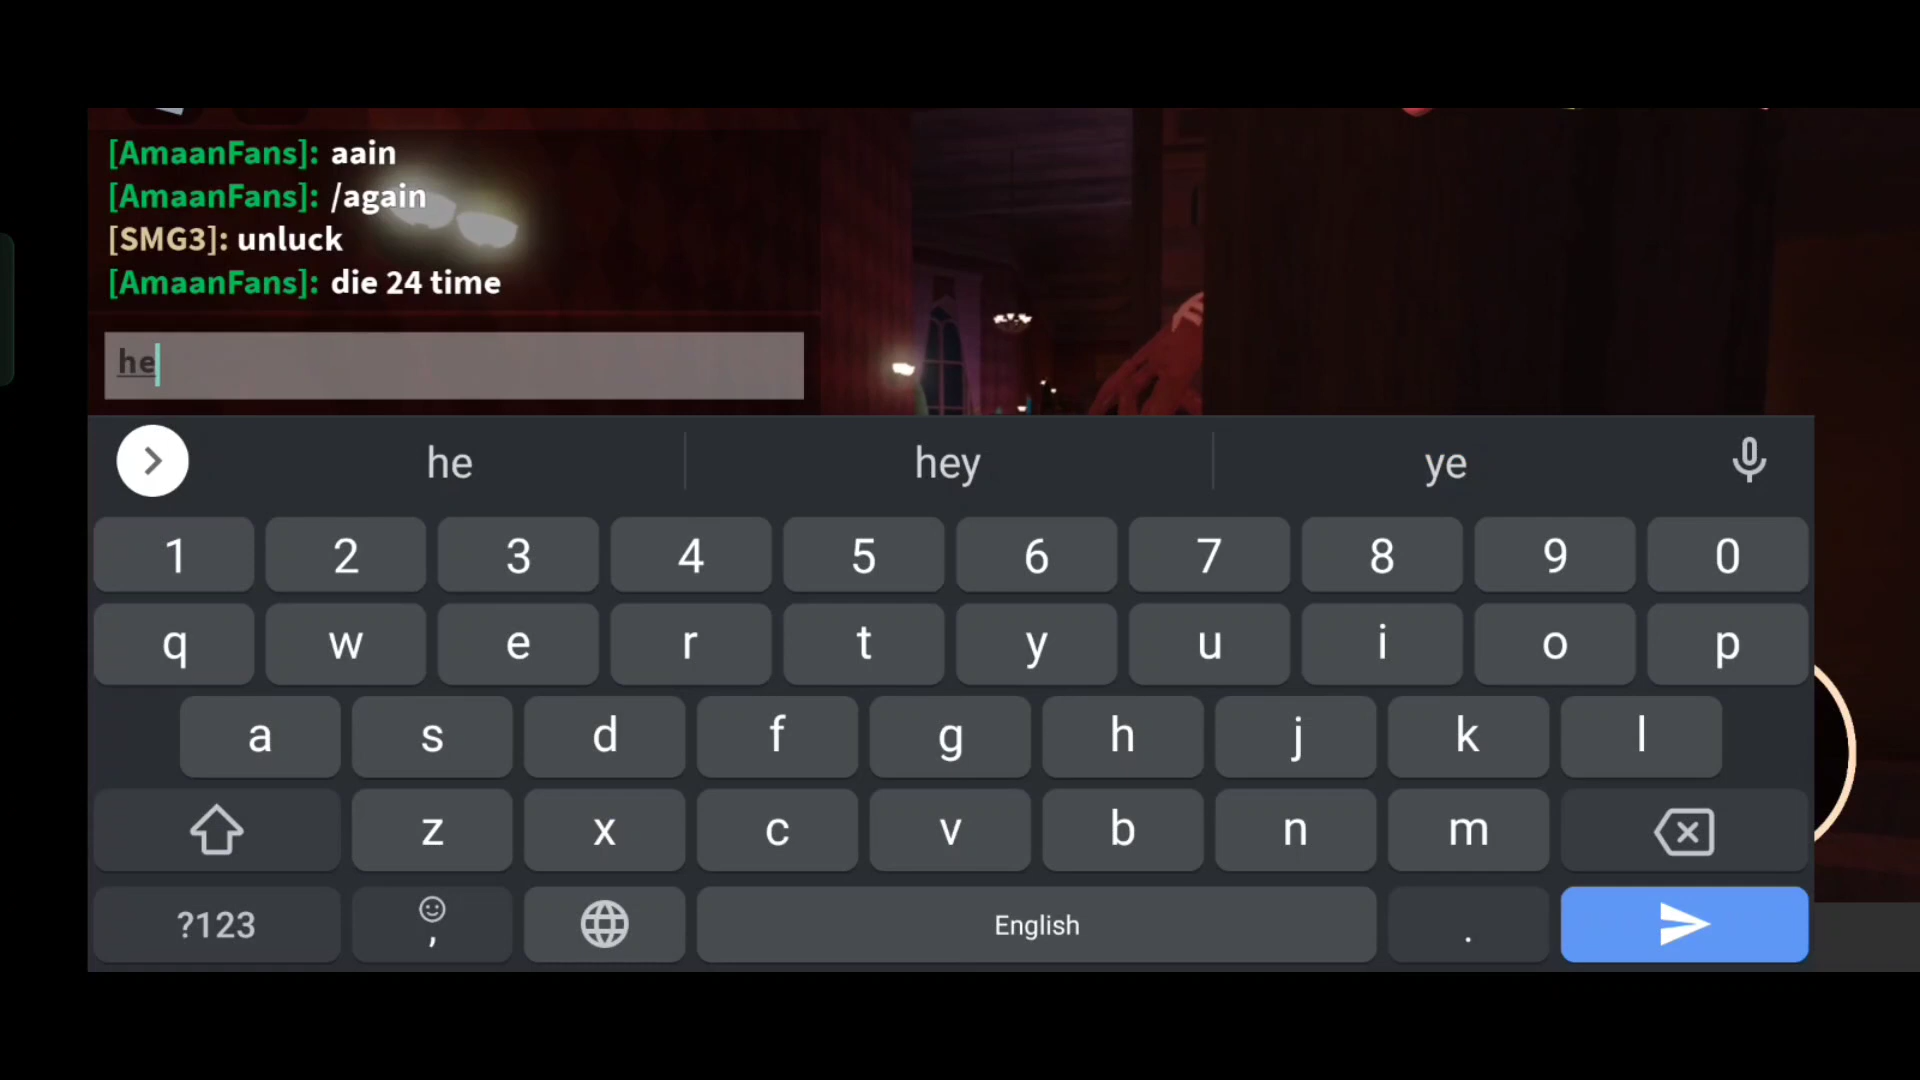 [AmaanFans]: aain
[AmaanFans]: /again
[SMG3]: unluck
[AmaanFans]: die 24 time
he
he hey ye
1 2 3 4 5 6 7 8 9 0
q w e r t y u i o p
a s d f g h j k l
z x c v b n m
?123 , English .